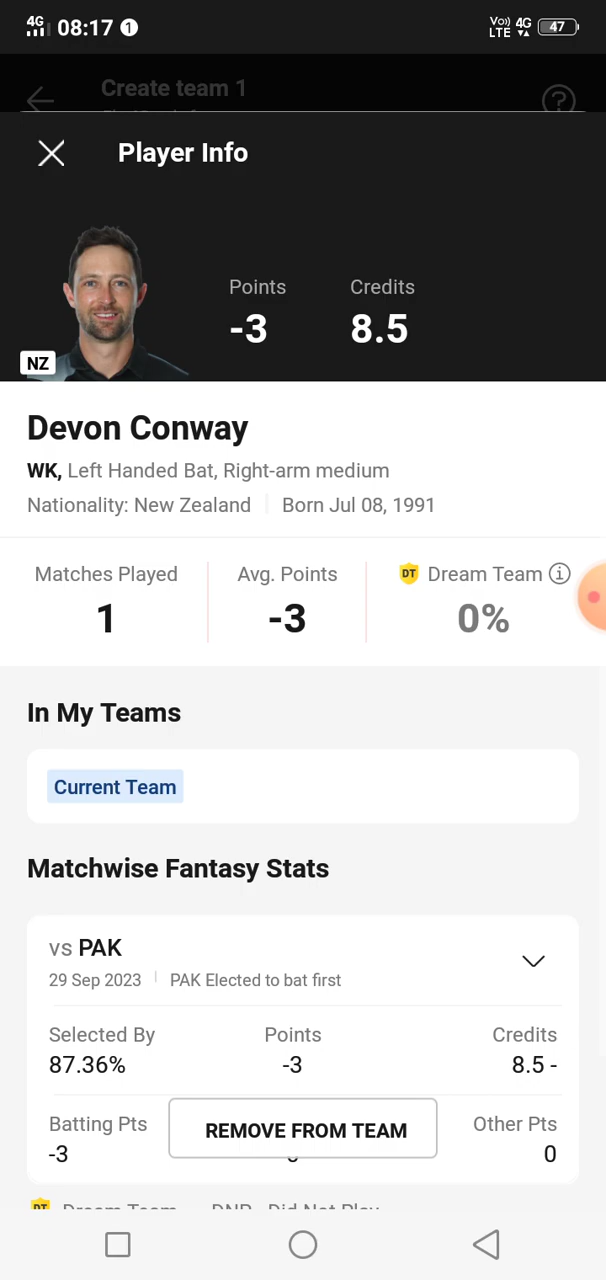 4G 08:17 1 Vo) LTE 4G 47
Create team 1
Player Info
Points Credits
-3 8.5
NZ
Devon Conway
WK, Left Handed Bat, Right-arm medium
Nationality: New Zealand Born Jul 08, 1991
Matches Played Avg. Points DT Dream Team
1 -3 0%
In My Teams
Current Team
Matchwise Fantasy Stats
vs PAK
29 Sep 2023 PAK Elected to bat first
Selected By Points Credits
87.36% -3 8.5 -
Batting Pts REMOVE FROM TEAM Other Pts
-3 0
DT Dream Team DNP - Did Not Play